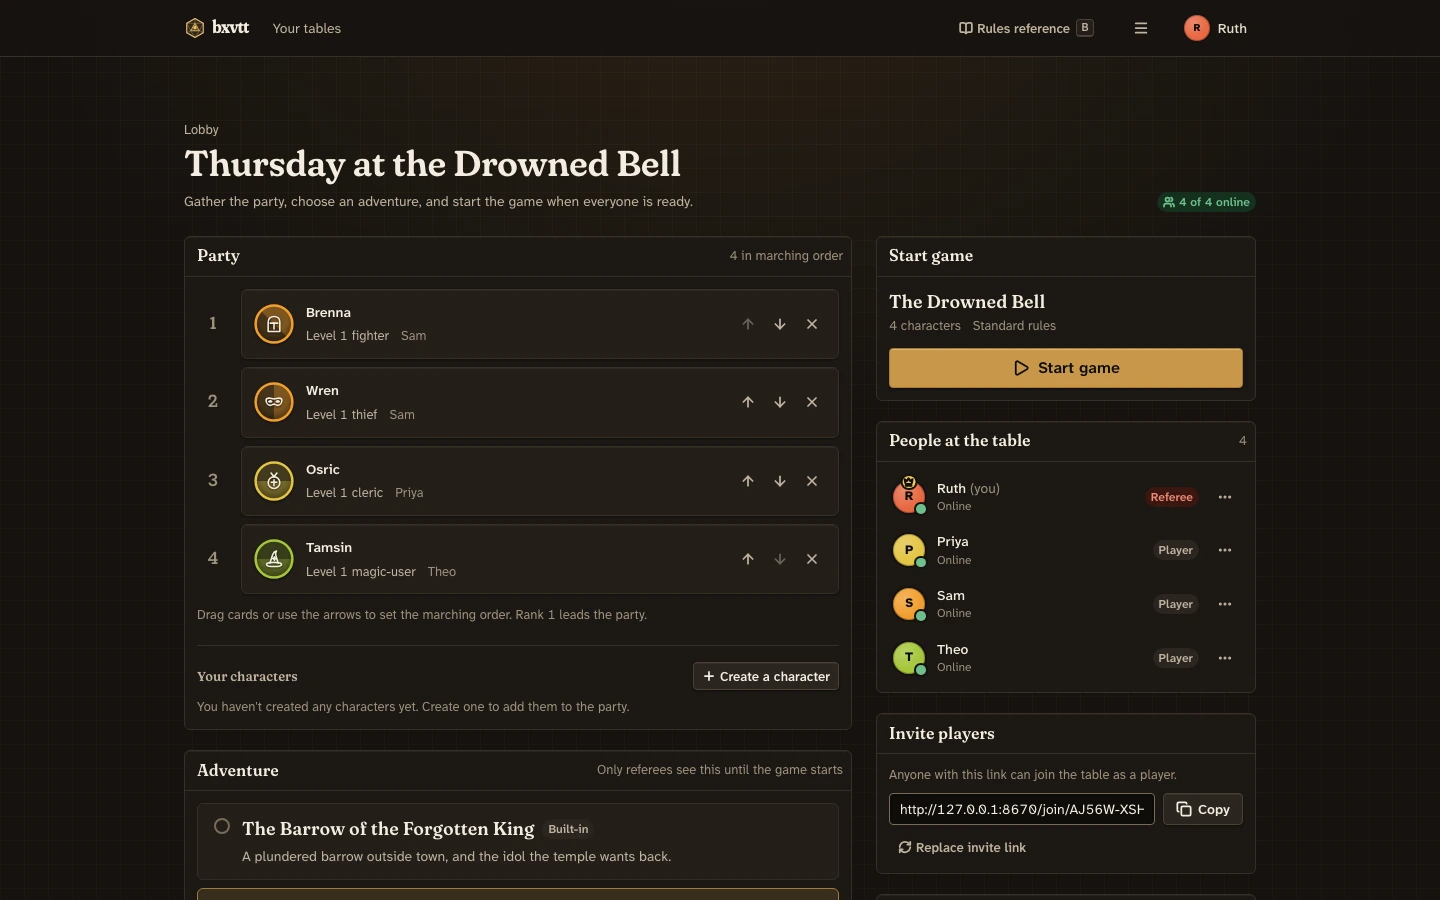 bxvtt
Your tables
Rules reference B
R Ruth
Lobby
Thursday at the Drowned Bell
Gather the party, choose an adventure, and start the game when everyone is ready.
4 of 4 online
Party
4 in marching order
1
Brenna
Level 1 fighter Sam
2
Wren
Level 1 thief Sam
3
Osric
Level 1 cleric Priya
4
Tamsin
Level 1 magic-user Theo
Drag cards or use the arrows to set the marching order. Rank 1 leads the party.
Your characters
Create a character
You haven't created any characters yet. Create one to add them to the party.
Adventure
Only referees see this until the game starts
The Barrow of the Forgotten King Built-in
A plundered barrow outside town, and the idol the temple wants back.
Start game
The Drowned Bell
4 characters Standard rules
Start game
People at the table
4
R
Ruth (you)
Online
Referee
P
Priya
Online
Player
S
Sam
Online
Player
T
Theo
Online
Player
Invite players
Anyone with this link can join the table as a player.
http://127.0.0.1:8670/join/AJ56W-XSH
Copy
Replace invite link